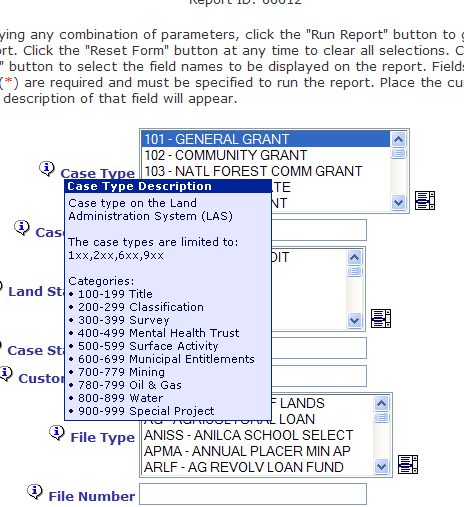 Report ID: 00012
ying any combination of parameters, click the "Run Report" button to g
ort. Click the "Reset Form" button at any time to clear all selections. C
" button to select the field names to be displayed on the report. Fields
(*) are required and must be specified to run the report. Place the cu
description of that field will appear.
Case Type
101 - GENERAL GRANT
102 - COMMUNITY GRANT
103 - NATL FOREST COMM GRANT
TE
NT
Case Type Description
Case type on the Land
Administration System (LAS)
The case types are limited to:
1xx,2xx,6xx,9xx
Categories:
• 100-199 Title
• 200-299 Classification
• 300-399 Survey
• 400-499 Mental Health Trust
• 500-599 Surface Activity
• 600-699 Municipal Entitlements
• 700-779 Mining
• 780-799 Oil & Gas
• 800-899 Water
• 900-999 Special Project
Cas
DIT
Land Sta
Case Sta
Custor
File Type
F LANDS
AG - AGRICULTURAL LOAN
ANISS - ANILCA SCHOOL SELECT
APMA - ANNUAL PLACER MIN AP
ARLF - AG REVOLV LOAN FUND
File Number